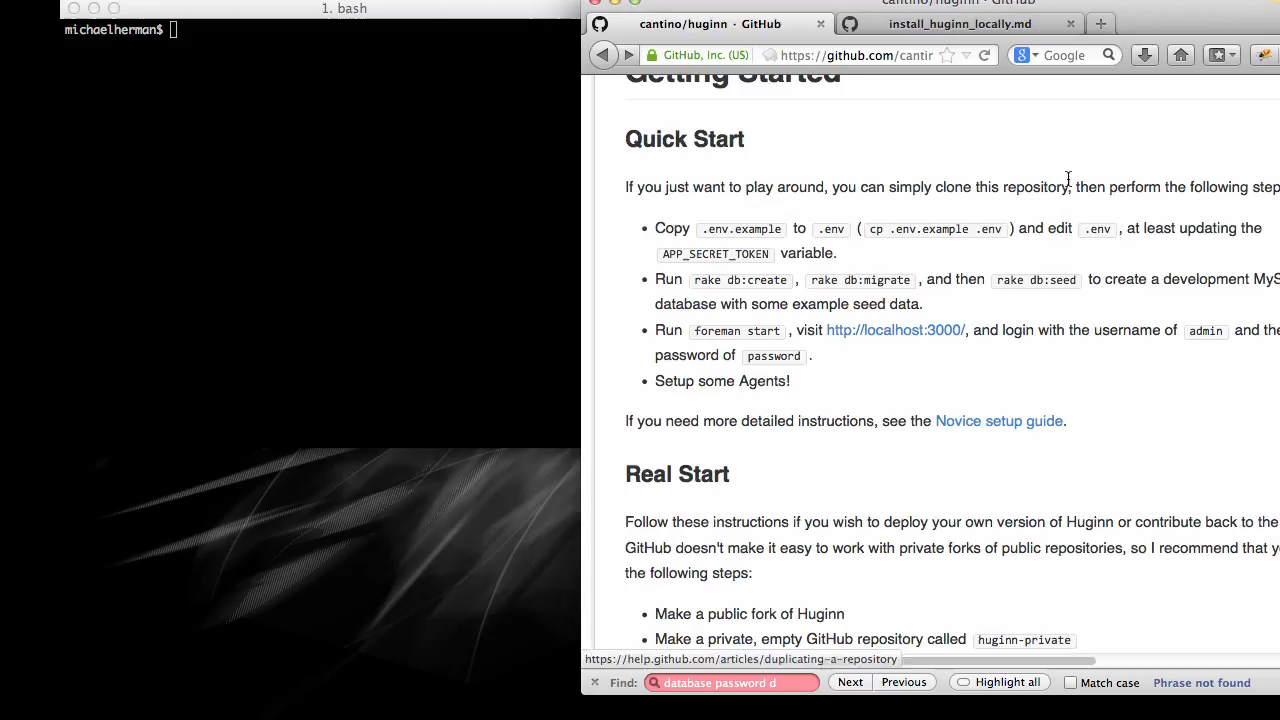 1. bash
michaelherman$
cantino/huginn · GitHub
cantino/huginn · GitHub
install_huginn_locally.md
GitHub, Inc. (US)
https://github.com/cantir
Google
Getting Started
Quick Start
If you just want to play around, you can simply clone this repository, then perform the following step
• Copy .env.example to .env ( cp .env.example .env ) and edit .env , at least updating the
APP_SECRET_TOKEN variable.
• Run rake db:create , rake db:migrate , and then rake db:seed to create a development MyS
database with some example seed data.
• Run foreman start , visit http://localhost:3000/, and login with the username of admin and the
password of password .
• Setup some Agents!
If you need more detailed instructions, see the Novice setup guide.
Real Start
Follow these instructions if you wish to deploy your own version of Huginn or contribute back to the
GitHub doesn't make it easy to work with private forks of public repositories, so I recommend that y
the following steps:
• Make a public fork of Huginn
• Make a private, empty GitHub repository called huginn-private
https://help.github.com/articles/duplicating-a-repository
Find: database password d Next Previous Highlight all Match case Phrase not found